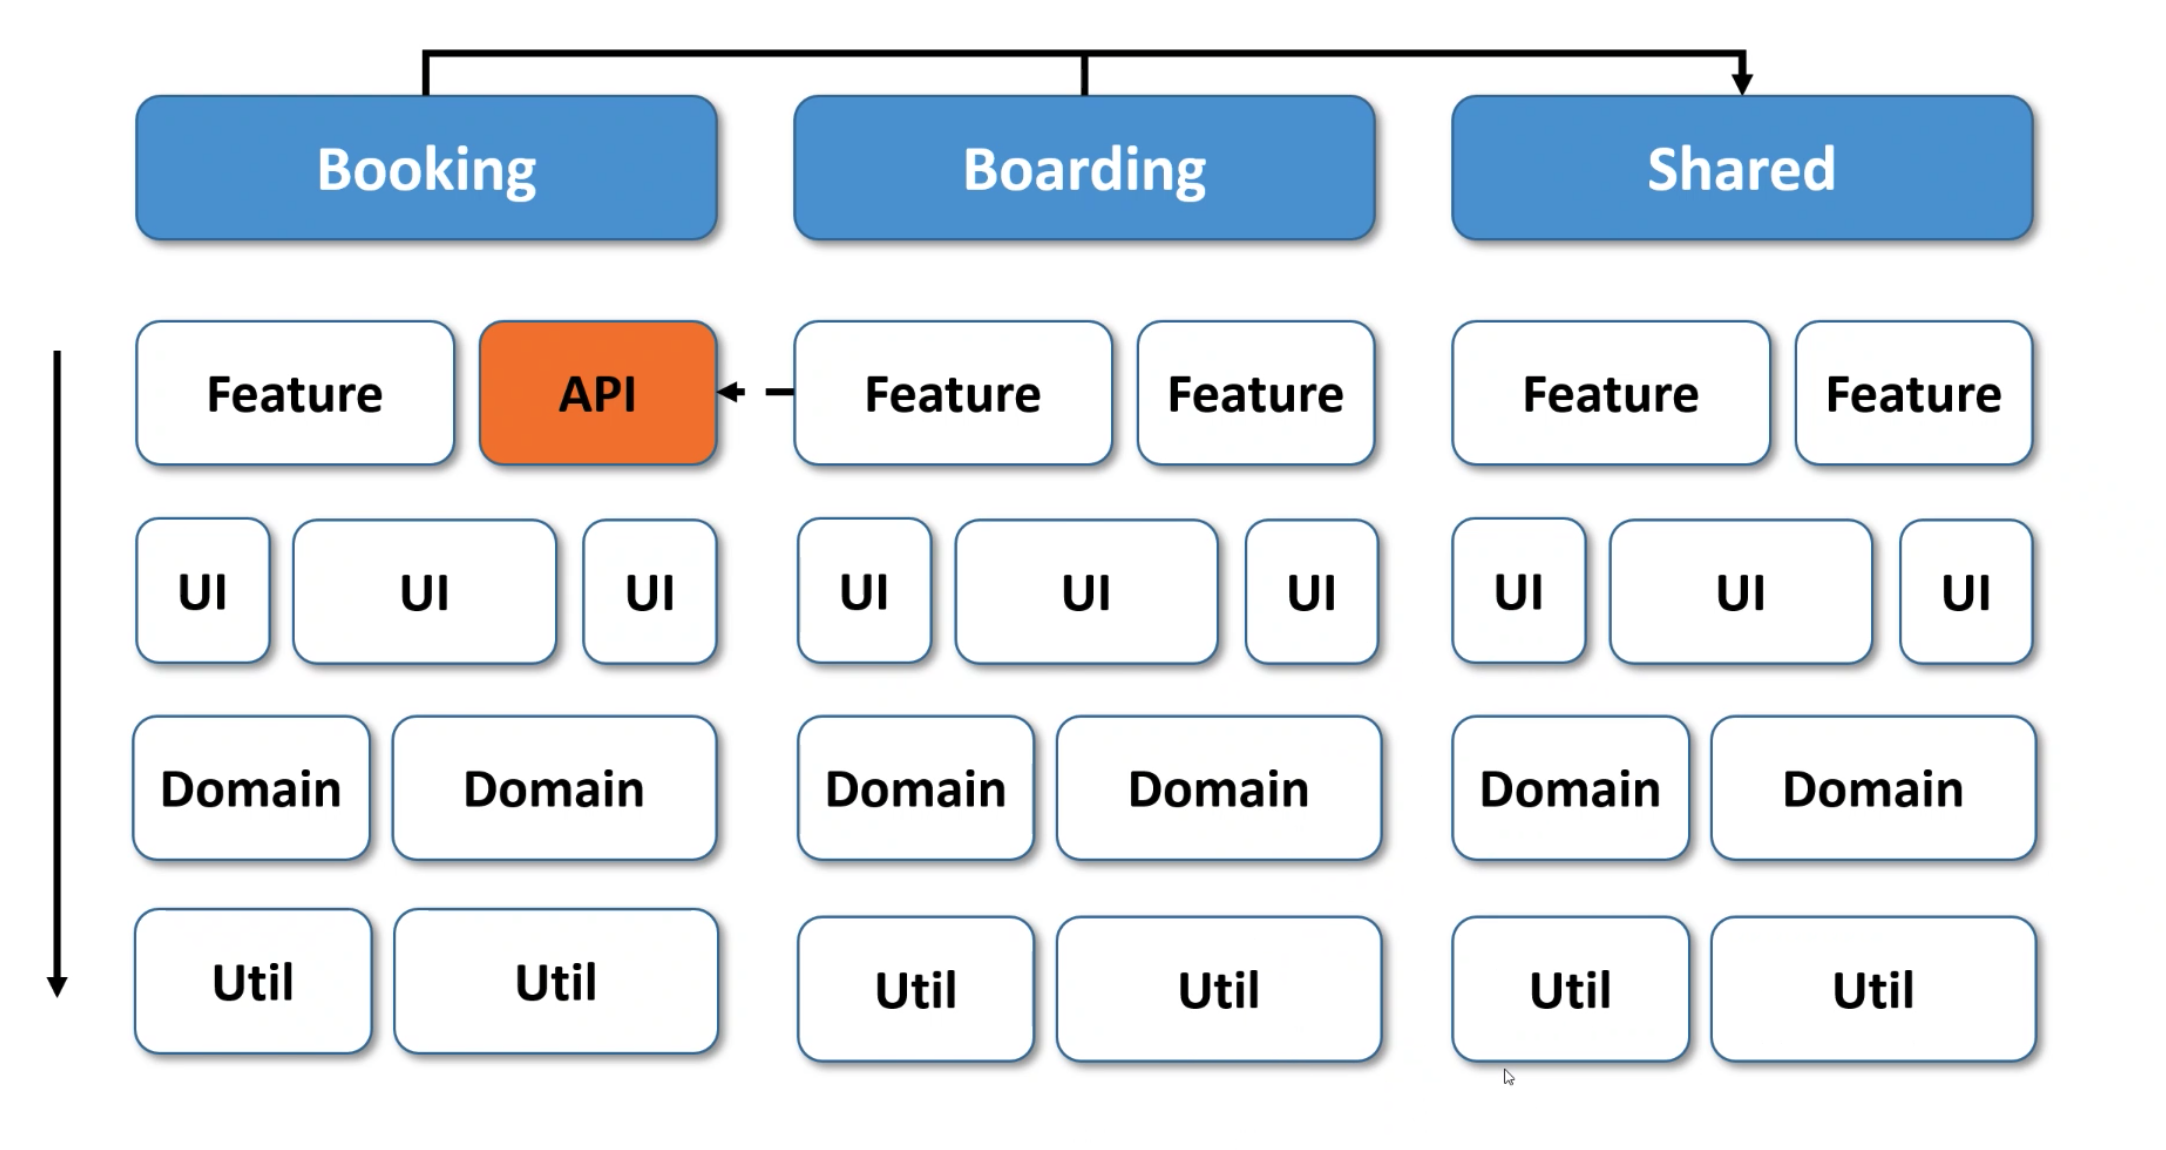 Booking Boarding Shared
Feature API Feature Feature Feature Feature
UI UI UI UI UI UI UI UI UI
Domain Domain Domain Domain Domain Domain
Util Util Util Util Util Util